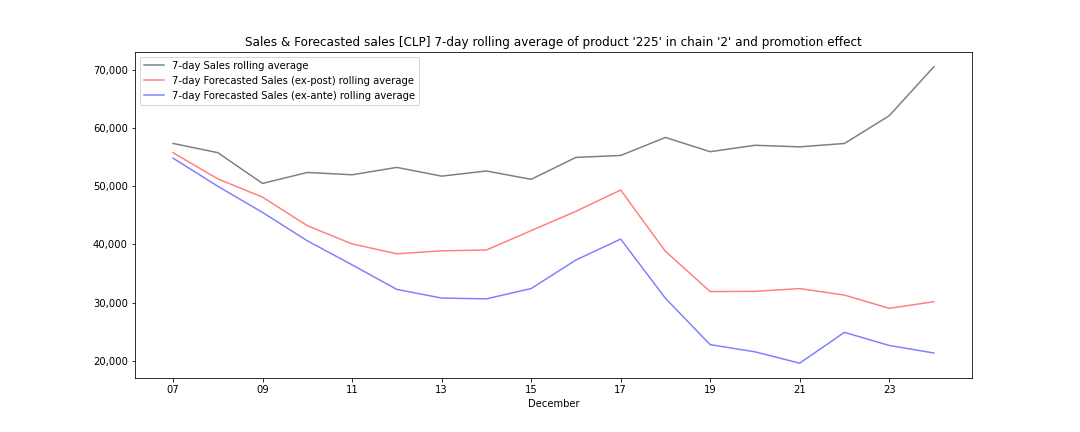 Sales & Forecasted sales [CLP] 7-day rolling average of product '225' in chain '2' and promotion effect
7-day Sales rolling average
7-day Forecasted Sales (ex-post) rolling average
7-day Forecasted Sales (ex-ante) rolling average
70,000
60,000
50,000
40,000
30,000
20,000
07 09 11 13 15 17 19 21 23
December